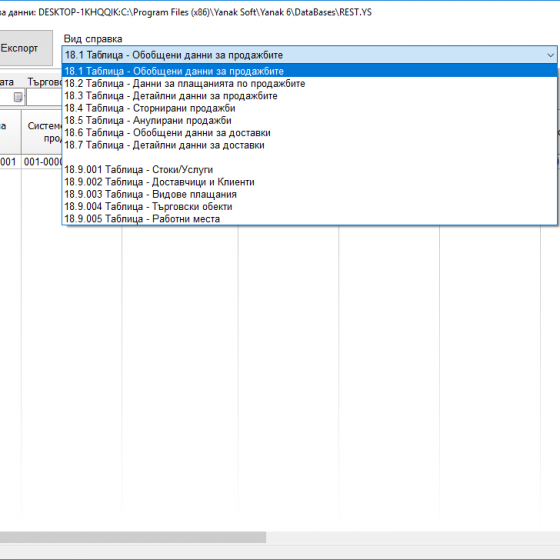 за данни: DESKTOP-1KHQQIK:C:\Program Files (x86)\Yanak Soft\Yanak 6\DataBases\REST.YS
Експорт
Вид справка
18.1 Таблица - Обобщени данни за продажбите
18.1 Таблица - Обобщени данни за продажбите
18.2 Таблица - Данни за плащанията по продажбите
18.3 Таблица - Детайлни данни за продажбите
18.4 Таблица - Сторнирани продажби
18.5 Таблица - Анулирани продажби
18.6 Таблица - Обобщени данни за доставки
18.7 Таблица - Детайлни данни за доставки
18.9.001 Таблица - Стоки/Услуги
18.9.002 Таблица - Доставчици и Клиенти
18.9.003 Таблица - Видове плащания
18.9.004 Таблица - Търговски обекти
18.9.005 Таблица - Работни места
ата Търгово
Систем
прод
001 001-0000